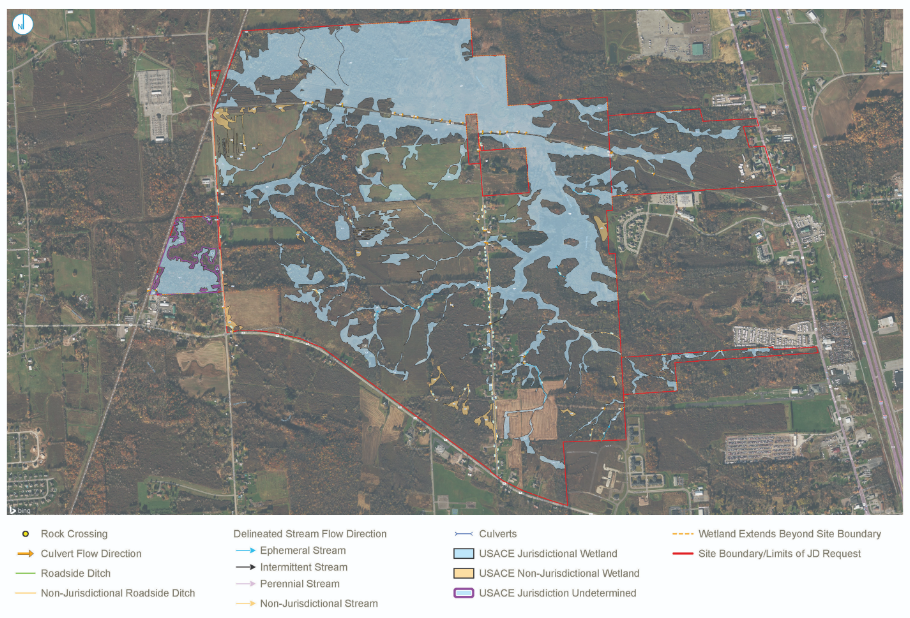 N
bing
Rock Crossing
Culvert Flow Direction
Roadside Ditch
Non-Jurisdictional Roadside Ditch
Delineated Stream Flow Direction
Ephemeral Stream
Intermittent Stream
Perennial Stream
Non-Jurisdictional Stream
Culverts
USACE Jurisdictional Wetland
USACE Non-Jurisdictional Wetland
USACE Jurisdiction Undetermined
Wetland Extends Beyond Site Boundary
Site Boundary/Limits of JD Request